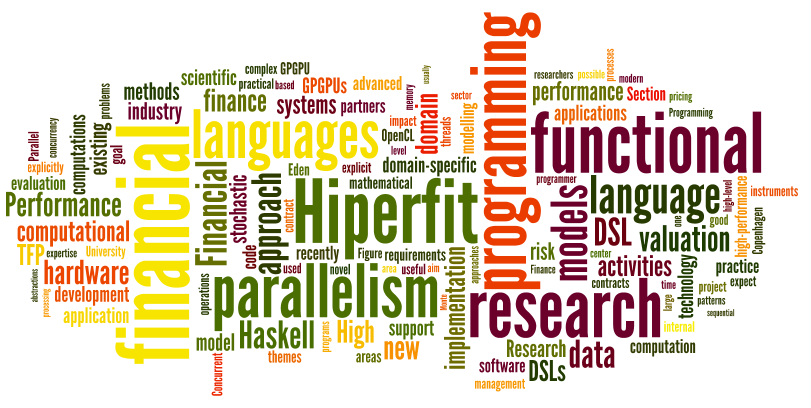 complex GPGPU
usually
researchers possible processes modern
scientific practical based GPGPUs advanced
methods finance systems partners memory sector
performance Section pricing
industry impact domain threads modelling
applications Programming
problems
Parallel concurrency goal existing computations
financial languages OpenCL level
programming functional
explicitly
domain-specific
Eden explicit
mathematical
evaluation
Performance
Financial stochastic approach contract Hiperfit
programmer models language high-level high-performance instruments
one good Copenhagen
computational
DSL valuation
TFP expertise University
code recently Figure requirements
risk Finance center
hardware
used novel area useful aim
approaches implementation
activities technology practice
abstractions processing development
operations parallelism Monte
research contracts time large project expect
patterns
application
sequential
internal
model Haskell programs High support
Concurrent themes areas new
Research data computation
software DSLs
management